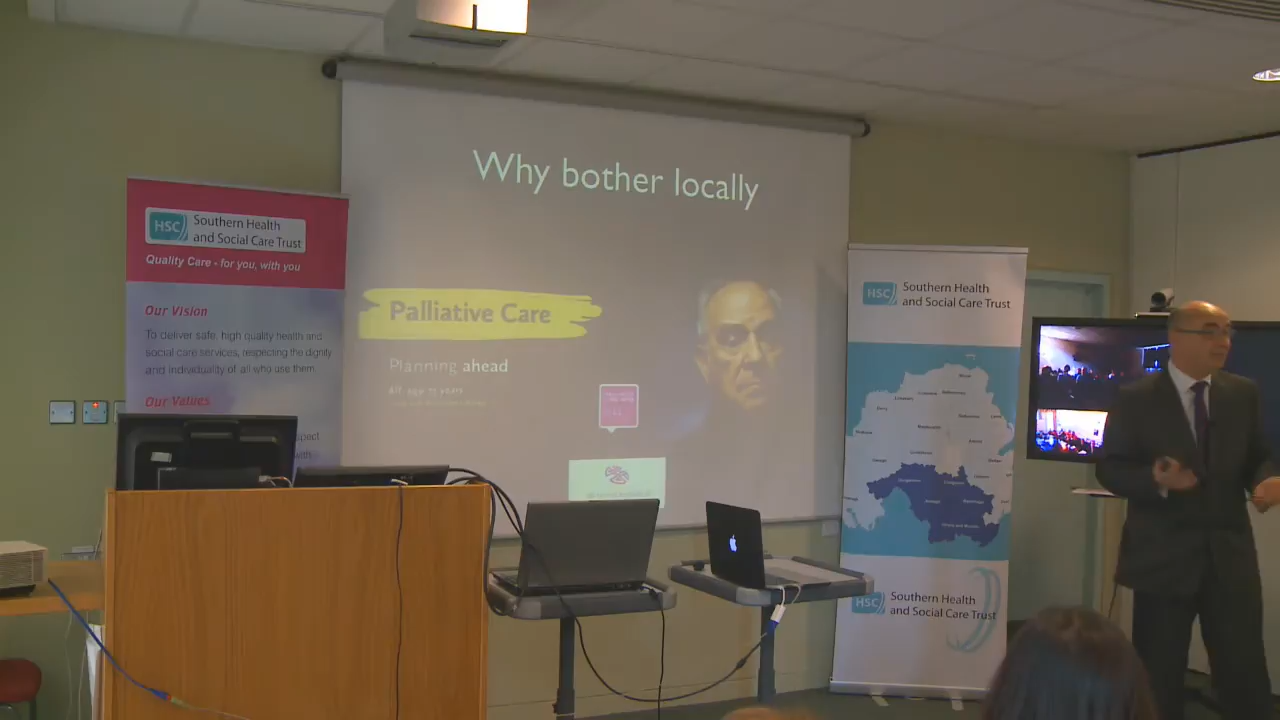 Why bother locally
HSC
Southern Health
and Social Care Trust
Quality Care - for you, with you
Our Vision
To deliver safe, high quality health and
social care services, respecting the dignity
and individuality of all who use them.
Our Values
Palliative Care
Planning ahead
HSC
Southern Health
and Social Care Trust
HSC
Southern Health
and Social Care Trust